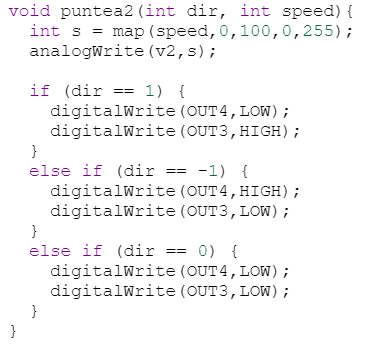 void puntea2(int dir, int speed){
  int s = map(speed,0,100,0,255);
  analogWrite(v2,s);

  if (dir == 1) {
    digitalWrite(OUT4,LOW);
    digitalWrite(OUT3,HIGH);
  }
  else if (dir == -1) {
    digitalWrite(OUT4,HIGH);
    digitalWrite(OUT3,LOW);
  }
  else if (dir == 0) {
    digitalWrite(OUT4,LOW);
    digitalWrite(OUT3,LOW);
  }
}